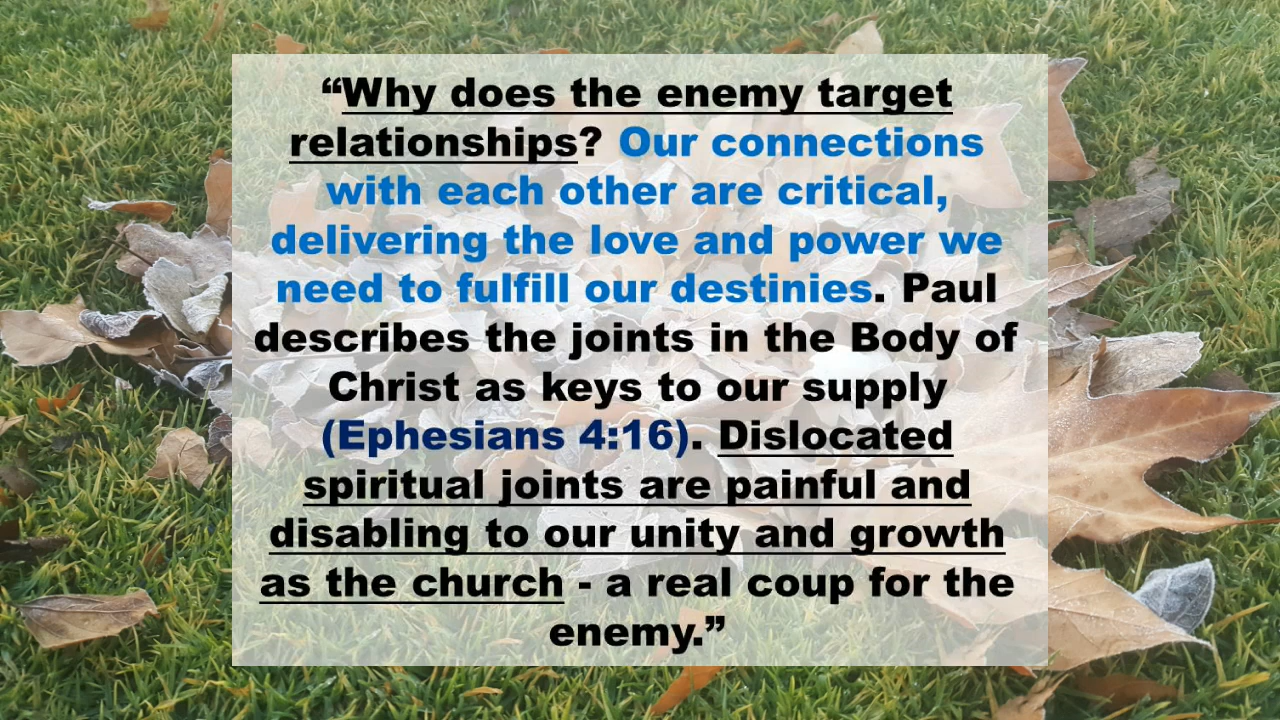 “Why does the enemy target
relationships? Our connections
with each other are critical,
delivering the love and power we
need to fulfill our destinies. Paul
describes the joints in the Body of
Christ as keys to our supply
(Ephesians 4:16). Dislocated
spiritual joints are painful and
disabling to our unity and growth
as the church - a real coup for the
enemy.”